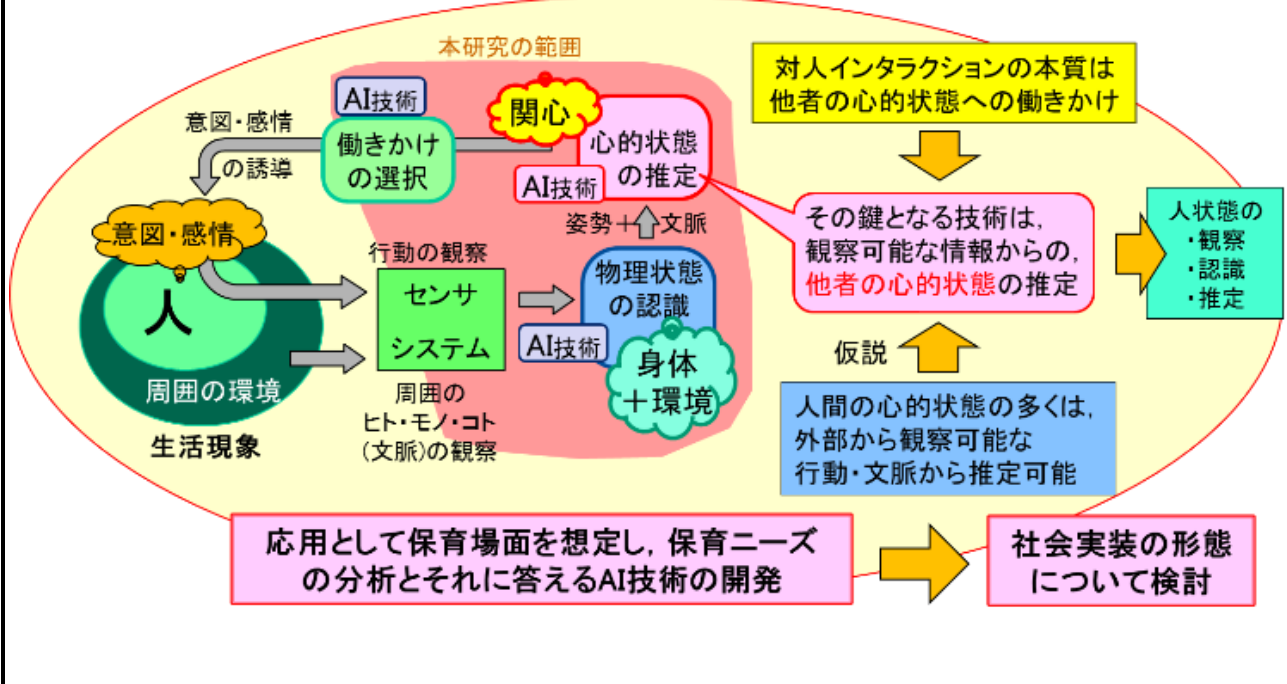 本研究の範囲
AI技術
関心
意図・感情
の誘導
働きかけ
の選択
心的状態
の推定
AI技術
姿勢＋文脈
意図・感情
人
周囲の環境
生活現象
行動の観察
センサ
システム
周囲の
ヒト・モノ・コト
(文脈)の観察
物理状態
の認識
AI技術
身体
＋環境
対人インタラクションの本質は
他者の心的状態への働きかけ
その鍵となる技術は，
観察可能な情報からの，
他者の心的状態の推定
人状態の
・観察
・認識
・推定
仮説
人間の心的状態の多くは，
外部から観察可能な
行動・文脈から推定可能
応用として保育場面を想定し，保育ニーズ
の分析とそれに答えるAI技術の開発
社会実装の形態
について検討